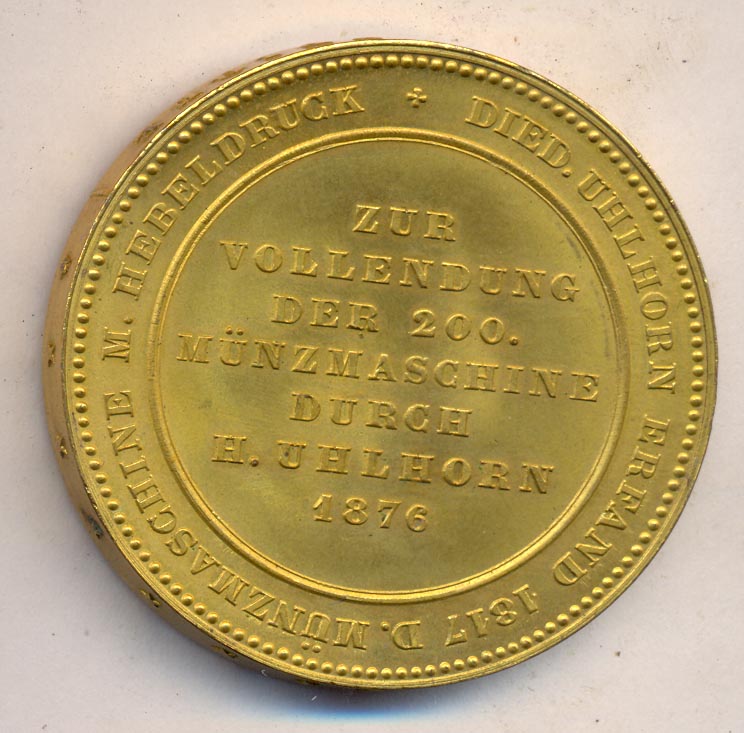 DIED. UHLHORN ERFAND 1817 D. MÜNZMASCHINE M. HEBELDRUCK
ZUR
VOLLENDUNG
DER 200.
MÜNZMASCHINE
DURCH
H. UHLHORN
1876